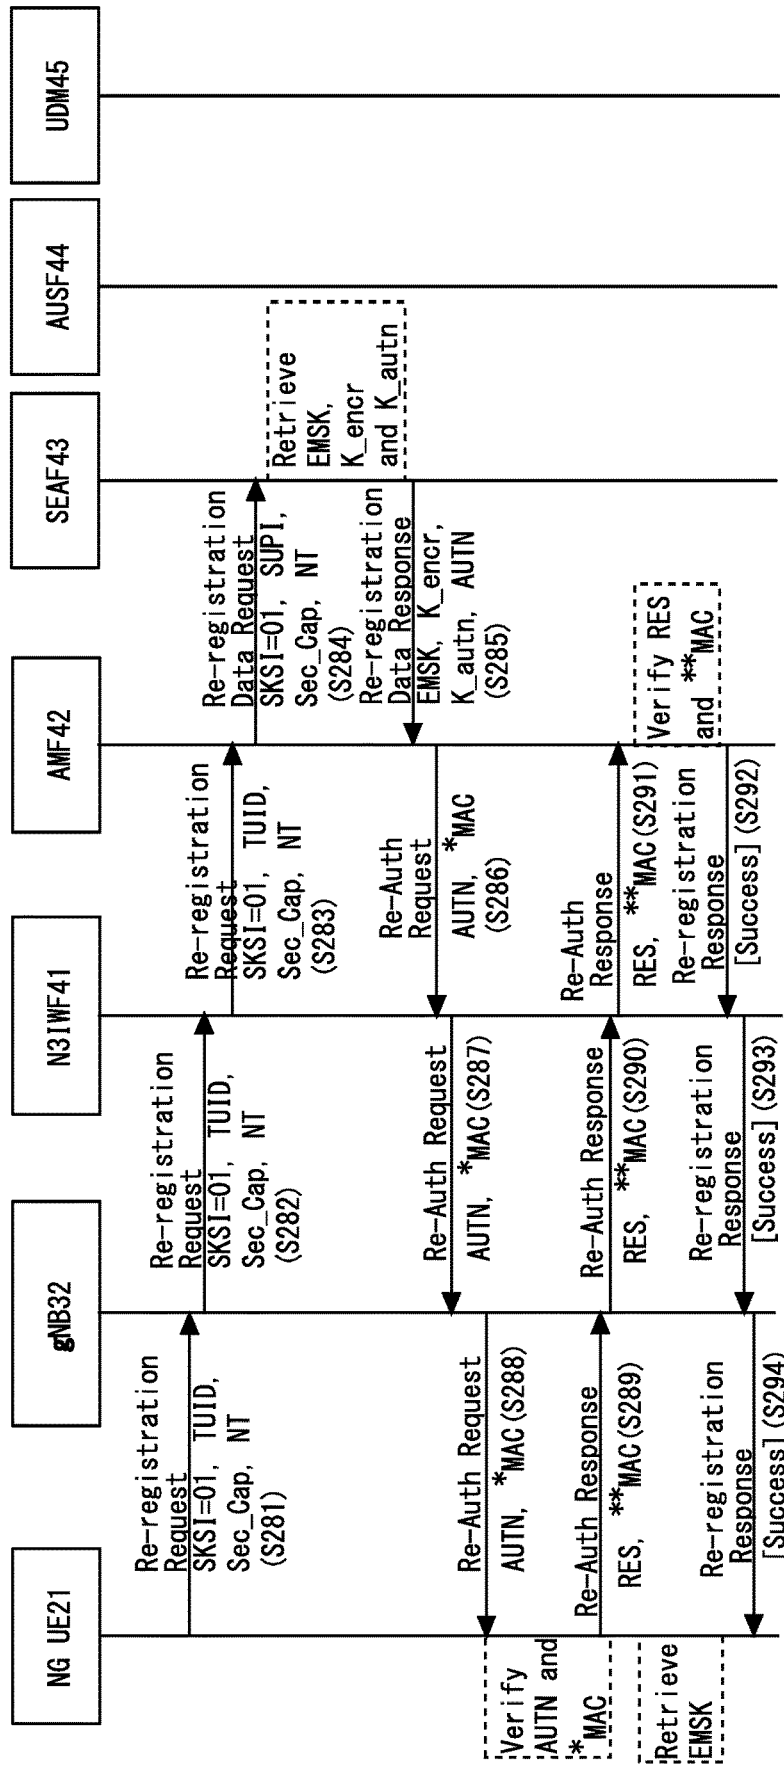 NG UE21
gNB32
N3IWF41
AMF42
SEAF43
AUSF44
UDM45
Re-registration
Request
SKSI=01, TUID,
Sec_Cap, NT
(S281)
Re-registration
Request
SKSI=01, TUID,
Sec_Cap, NT
(S282)
Re-registration
Request
SKSI=01, TUID,
Sec_Cap, NT
(S283)
Re-registration
Data Request
SKSI=01, SUPI,
Sec_Cap, NT
(S284)
Retrieve
EMSK,
K_encr
and K_autn
Re-registration
Data Response
EMSK, K_encr,
K_autn, AUTN
(S285)
Re-Auth
Request
AUTN, *MAC
(S286)
Re-Auth Request
AUTN, *MAC(S287)
Re-Auth Request
AUTN, *MAC(S288)
Verify
AUTN and
*MAC
Re-Auth Response
RES, **MAC(S289)
Re-Auth Response
RES, **MAC(S290)
Re-Auth
Response
RES, **MAC(S291)
Verify RES
and **MAC
Retrieve
EMSK
Re-registration
Response
[Success](S292)
Re-registration
Response
[Success](S293)
Re-registration
Response
[Success](S294)